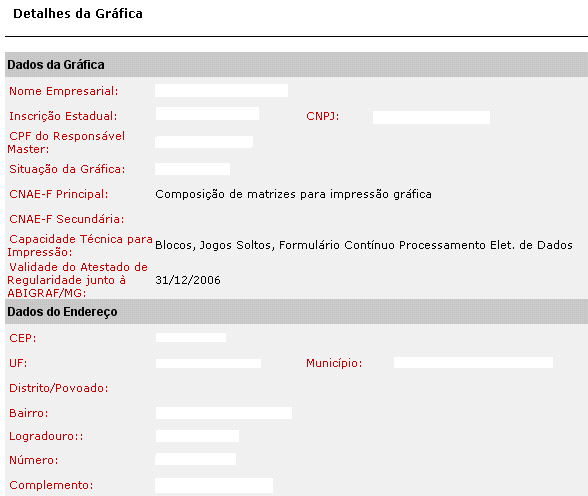 Detalhes da Gráfica
Dados da Gráfica
Nome Empresarial:
Inscrição Estadual: CNPJ:
CPF do Responsável
Master:
Situação da Gráfica:
CNAE-F Principal: Composição de matrizes para impressão gráfica
CNAE-F Secundária:
Capacidade Técnica para
Impressão: Blocos, Jogos Soltos, Formulário Contínuo Processamento Elet. de Dados
Validade do Atestado de
Regularidade junto à 31/12/2006
ABIGRAF/MG:
Dados do Endereço
CEP:
UF: Município:
Distrito/Povoado:
Bairro:
Logradouro::
Número:
Complemento: